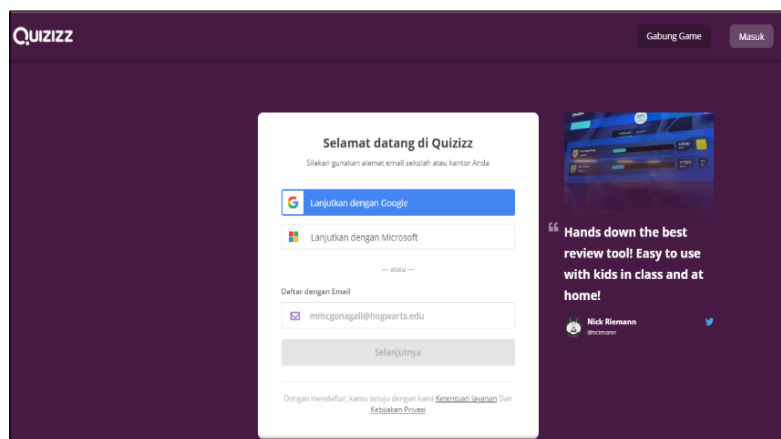 Quizizz
Gabung Game
Masuk
Selamat datang di Quizizz
Silakan gunakan alamat email sekolah atau kantor Anda
Lanjutkan dengan Google
Lanjutkan dengan Microsoft
— atau —
Daftar dengan Email
mmcgonagall@hogwarts.edu
Selanjutnya
Dengan mendaftar, kamu setuju dengan kami Ketentuan layanan Dan
Kebijakan Privasi
“ Hands down the best
review tool! Easy to use
with kids in class and at
home!
Nick Riemann
@scimann